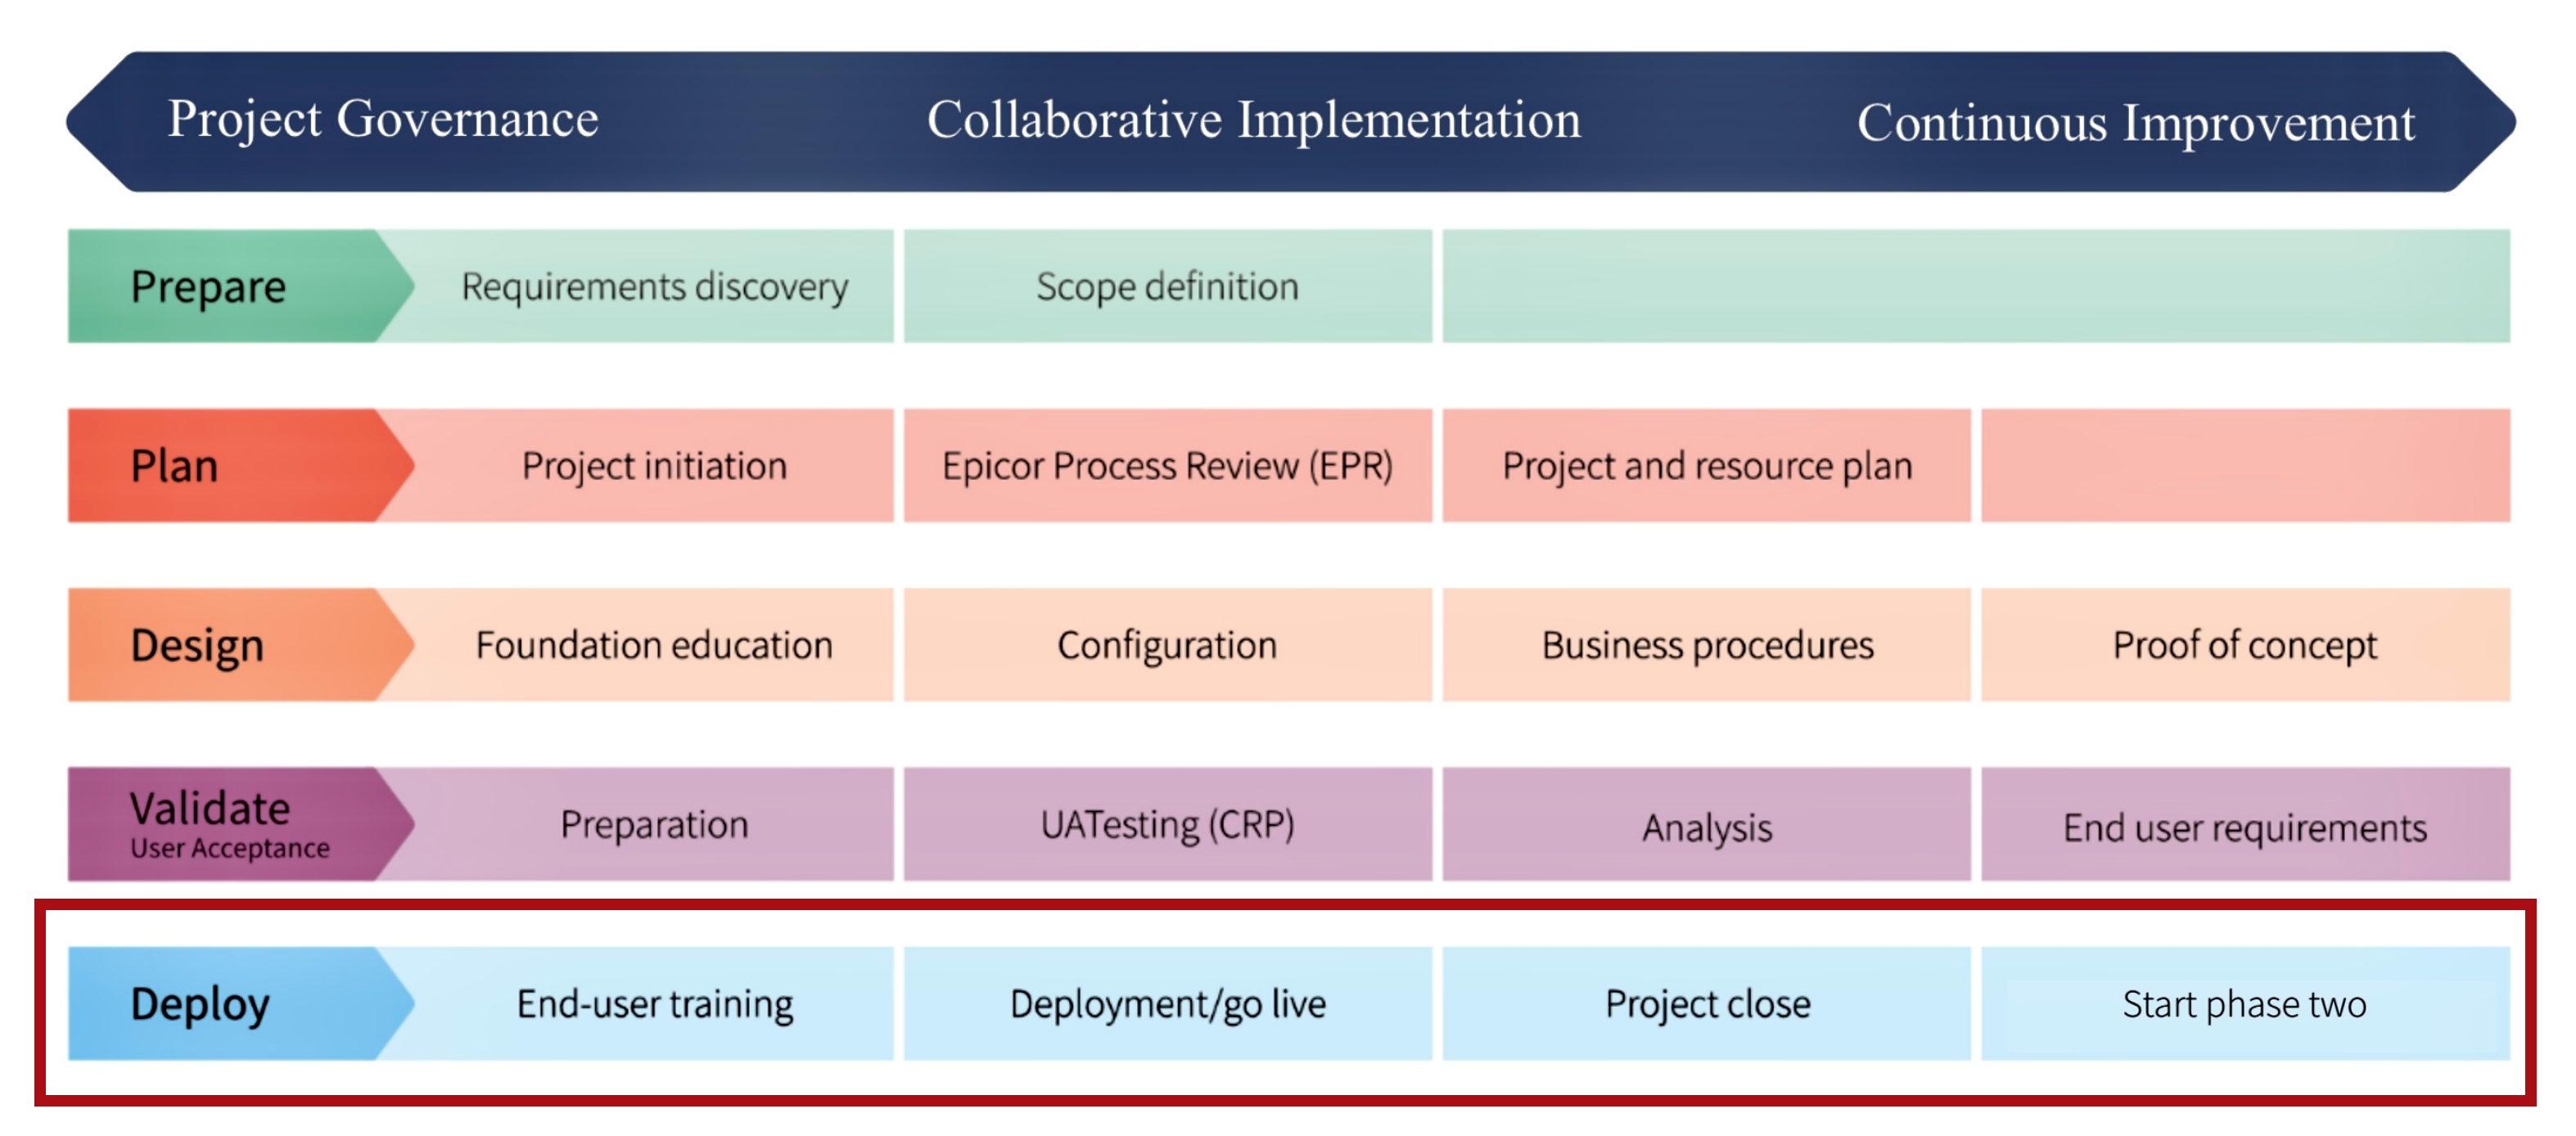 Project Governance
Collaborative Implementation
Continuous Improvement
Prepare
Requirements discovery
Scope definition
Plan
Project initiation
Epicor Process Review (EPR)
Project and resource plan
Design
Foundation education
Configuration
Business procedures
Proof of concept
Validate
User Acceptance
Preparation
UATesting (CRP)
Analysis
End user requirements
Deploy
End-user training
Deployment/go live
Project close
Start phase two